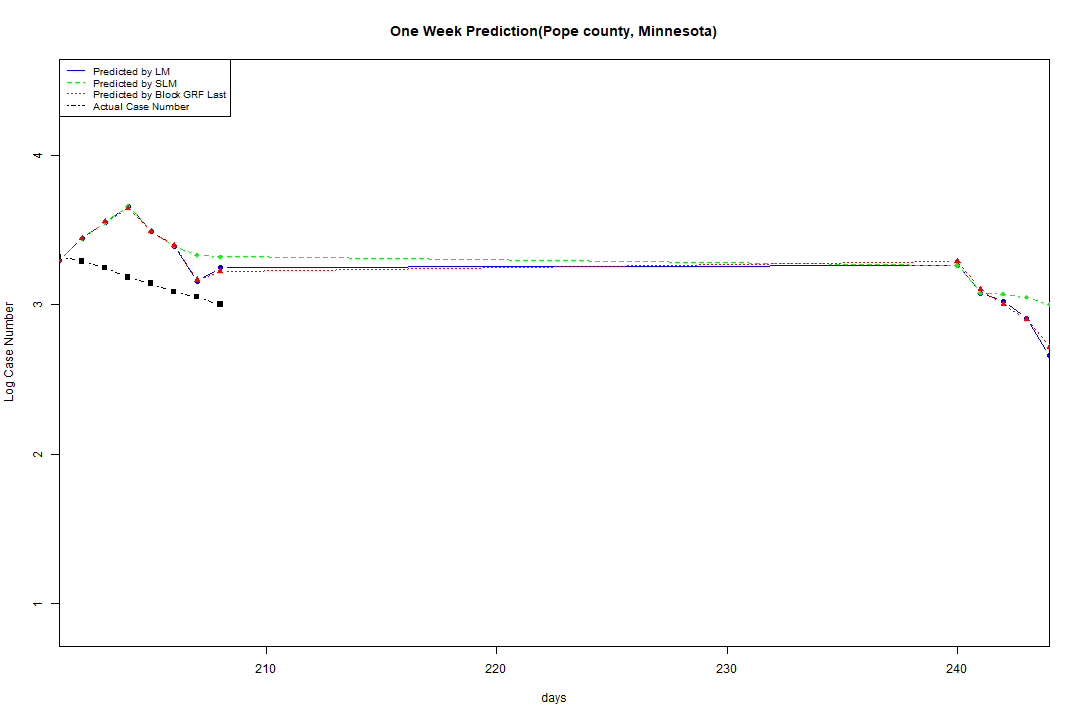 One Week Prediction(Pope county, Minnesota)
Predicted by LM
Predicted by SLM
Predicted by Block GRF Last
Actual Case Number
4
3
2
1
Log Case Number
210 220 230 240
days